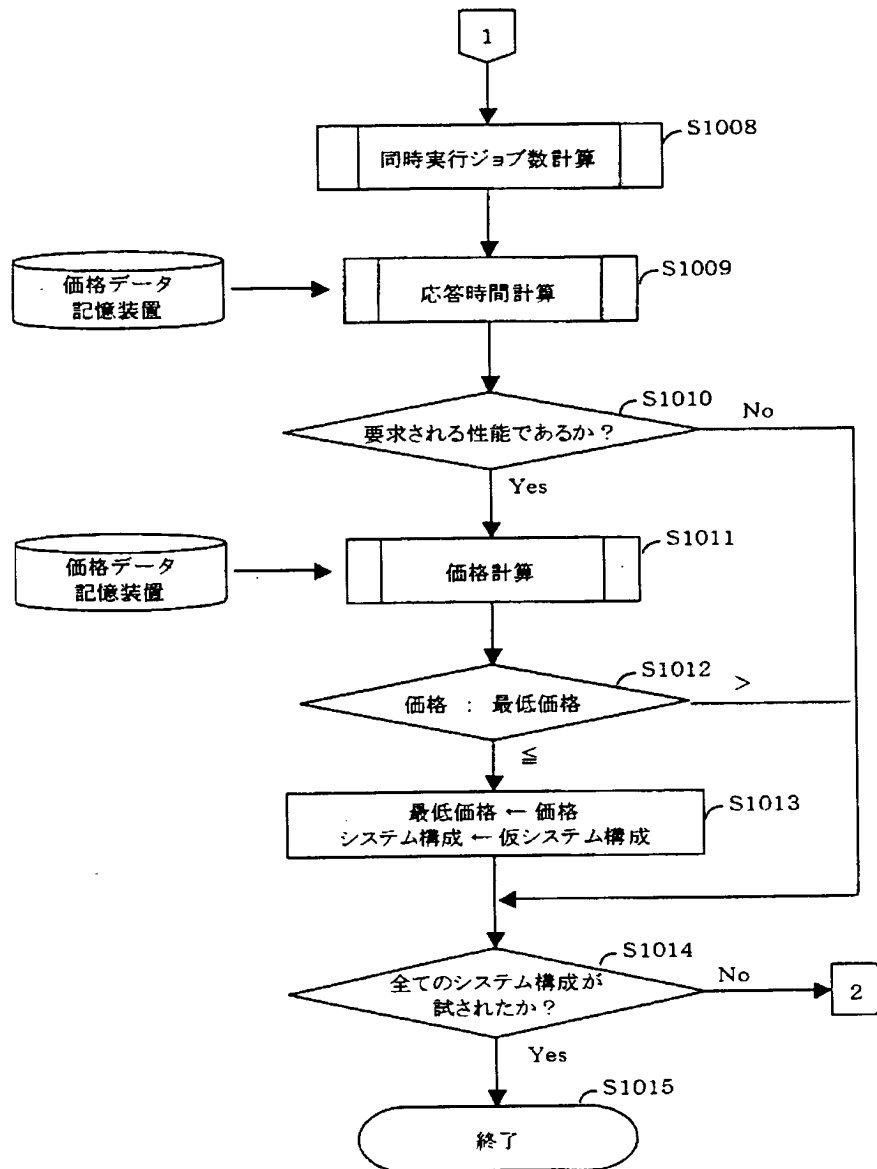 1
S1008
同時実行ジョブ数計算
S1009
価格データ
記憶装置
応答時間計算
S1010
No
要求される性能であるか？
Yes
S1011
価格データ
記憶装置
価格計算
S1012
>
価格 : 最低価格
≦
S1013
最低価格 ← 価格
システム構成 ← 仮システム構成
S1014
No
全てのシステム構成が
試されたか？
2
Yes
S1015
終了